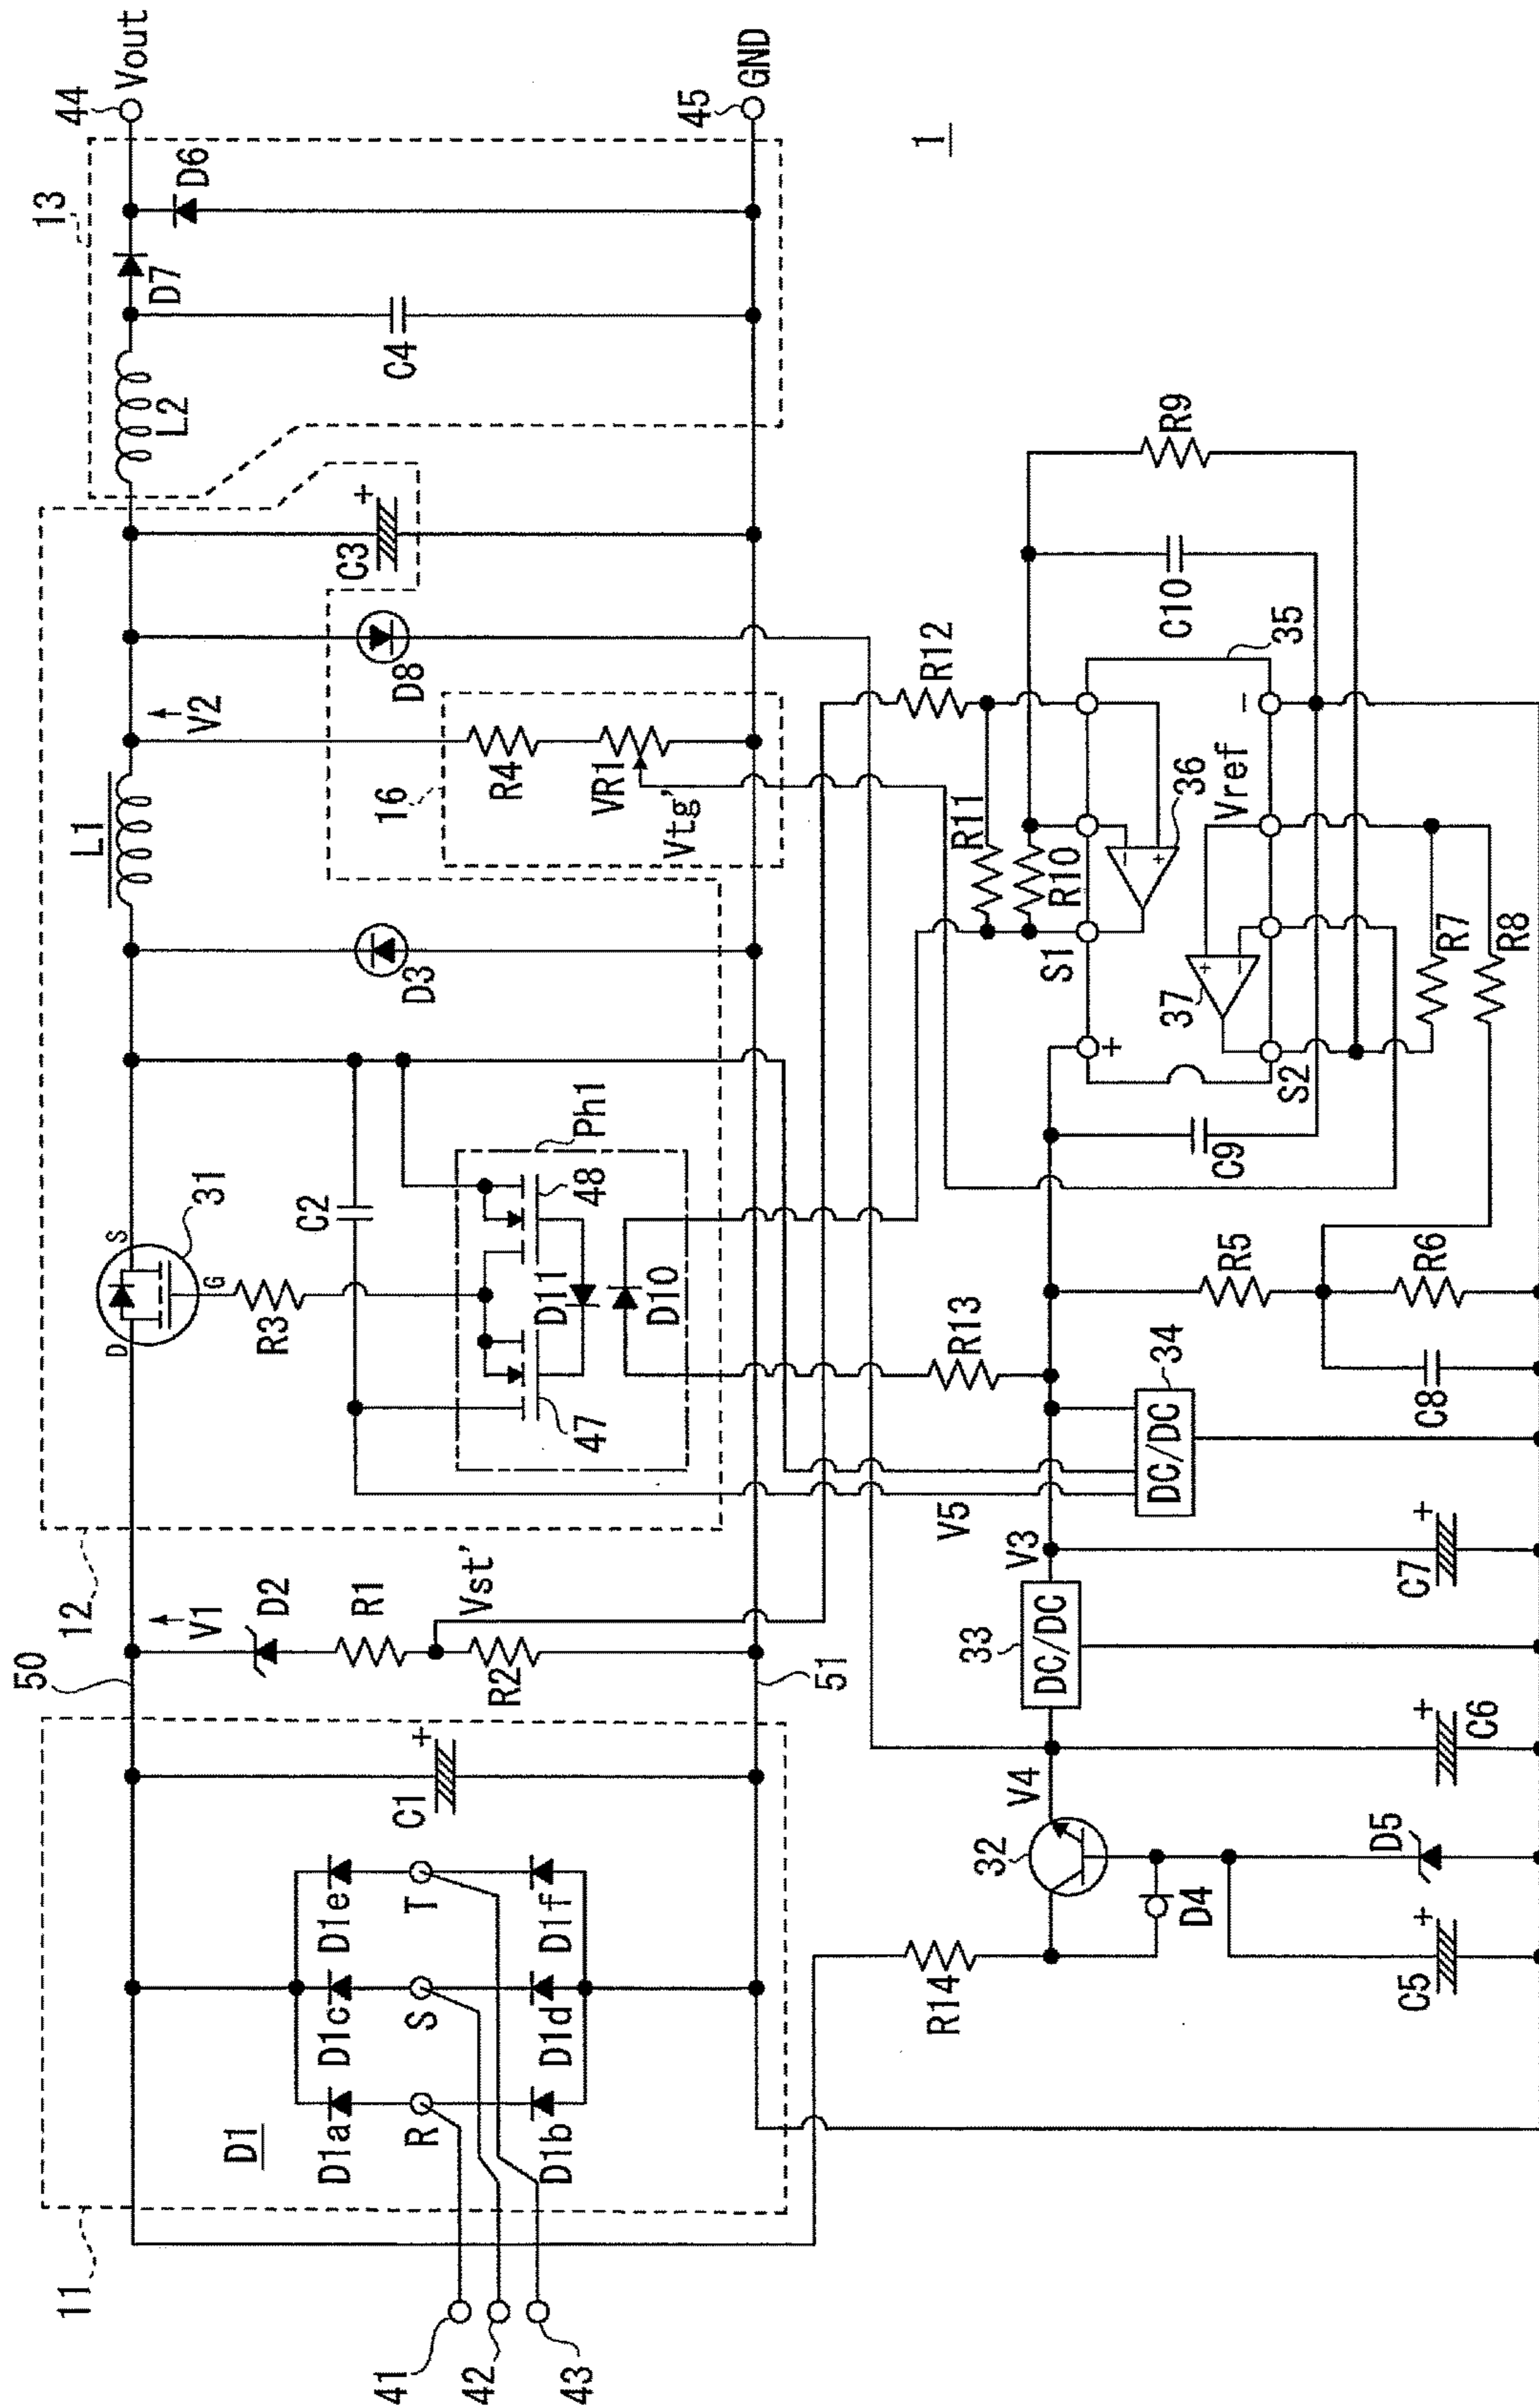 1
11
41
42
43
D1
D1a
D1b
D1c
D1d
D1e
D1f
R
S
T
C1
+
50
51
V1
D2
R1
Vst'
R2
12
31
D
S
G
R3
C2
Ph1
47
48
D11
D10
D3
L1
V2
16
R4
VR1
Vtg'
D8
C3
+
13
L2
C4
D7
D6
44
Vout
45
GND
R14
32
D4
C5
+
D5
V4
C6
+
33
DC/DC
V3
C7
+
V5
34
DC/DC
R13
R5
R6
C8
C9
35
+
-
S1
S2
36
-
+
37
+
-
Vref
R7
R8
R9
R10
R11
R12
C10